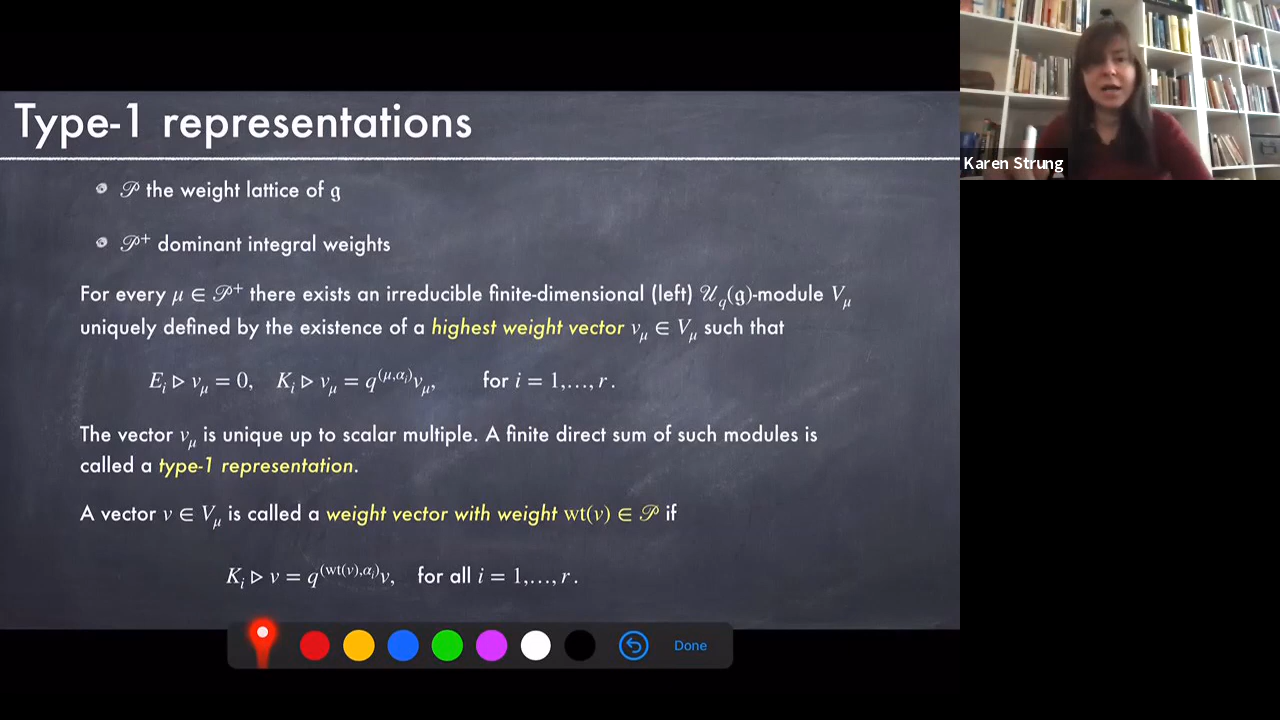 Type-1 representations
𝒫 the weight lattice of 𝔤
𝒫⁺ dominant integral weights
For every μ ∈ 𝒫⁺ there exists an irreducible finite-dimensional (left) 𝒰_q(𝔤)-module V_μ
uniquely defined by the existence of a highest weight vector v_μ ∈ V_μ such that
E_i ▷ v_μ = 0, K_i ▷ v_μ = q^{(μ,α_i)}v_μ, for i = 1,…,r.
The vector v_μ is unique up to scalar multiple. A finite direct sum of such modules is
called a type-1 representation.
A vector v ∈ V_μ is called a weight vector with weight wt(v) ∈ 𝒫 if
K_i ▷ v = q^{(wt(v),α_i)}v, for all i = 1,…,r.
Done
Karen Strung